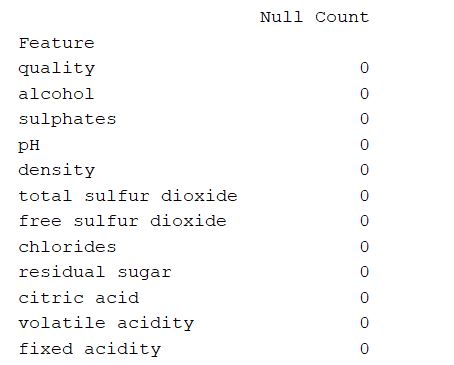 Null Count
Feature
quality 0
alcohol 0
sulphates 0
pH 0
density 0
total sulfur dioxide 0
free sulfur dioxide 0
chlorides 0
residual sugar 0
citric acid 0
volatile acidity 0
fixed acidity 0